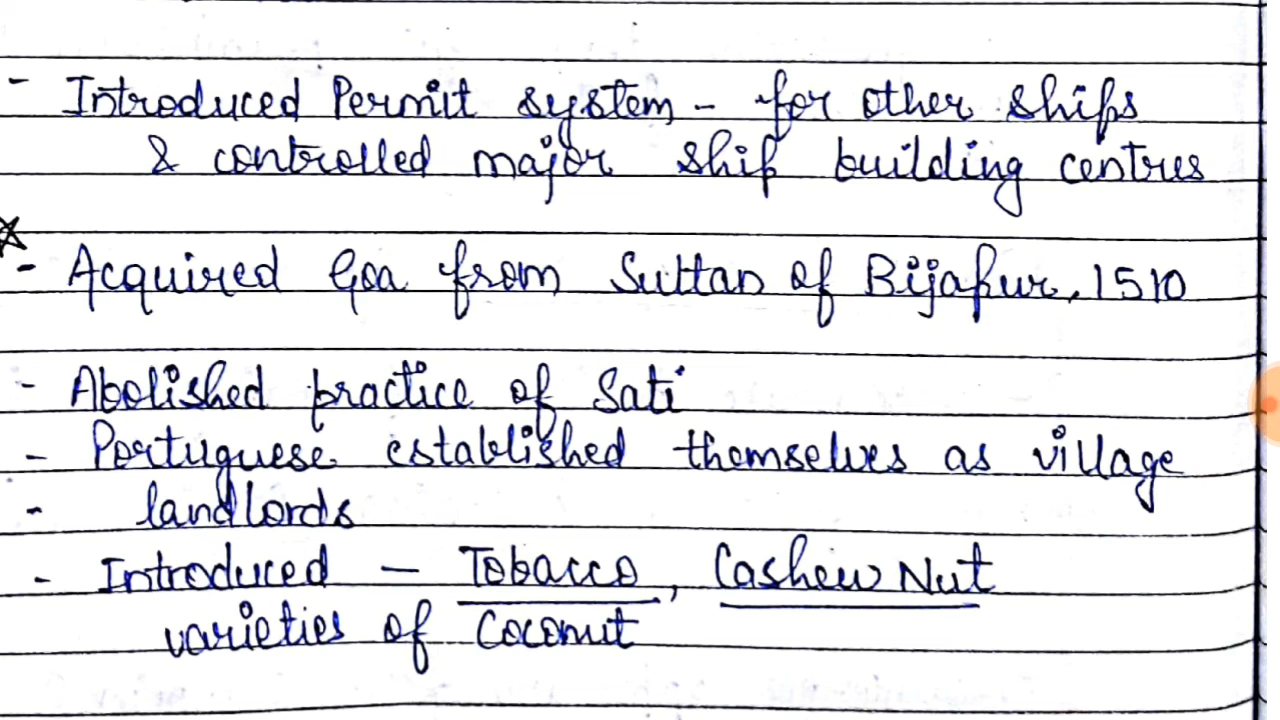 - Introduced Permit system - for other ships
& controlled major ship building centres
- Acquired Goa from Sultan of Bijapur, 1510
- Abolished practice of Sati
- Portuguese established themselves as village
- landlords
- Introduced - Tobacco, Cashew Nut
varieties of Coconut